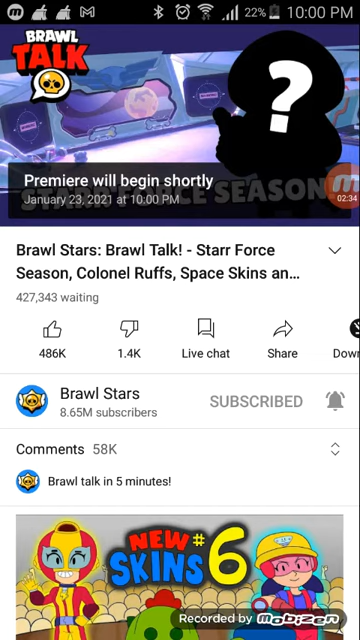 22% 10:00 PM
BRAWL
TALK
?
Premiere will begin shortly
January 23, 2021 at 10:00 PM
STARR FORCE SEASON
02:34
Brawl Stars: Brawl Talk! - Starr Force
Season, Colonel Ruffs, Space Skins an...
427,343 waiting
486K
1.4K
Live chat
Share
Down
Brawl Stars
8.65M subscribers
SUBSCRIBED
Comments 58K
Brawl talk in 5 minutes!
NEW #6
SKINS
Recorded by Mobizen